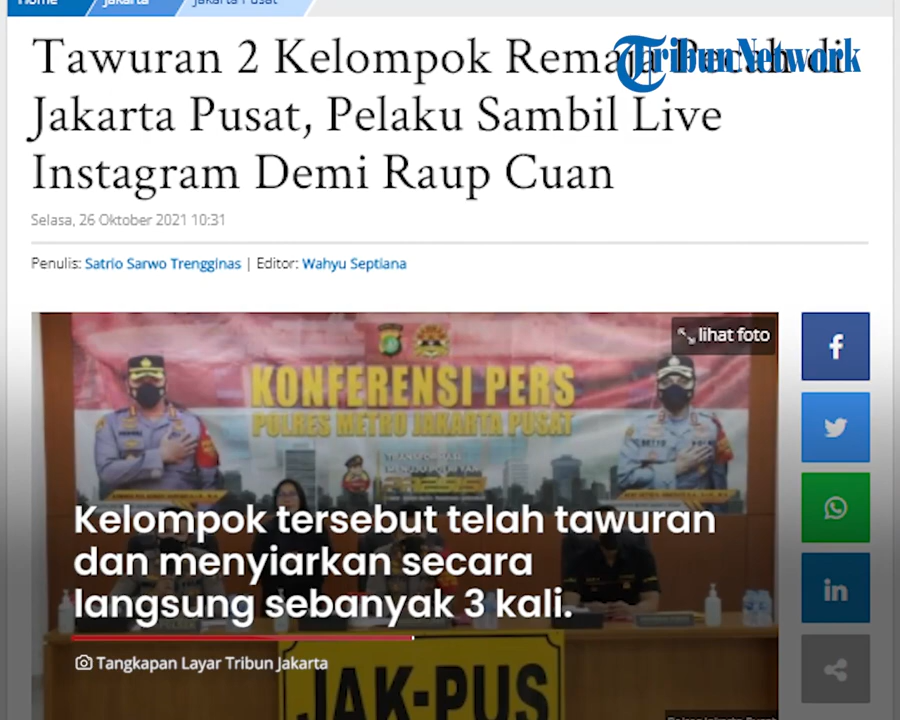 Home
Jakarta
Jakarta Pusat
Tawuran 2 Kelompok Remaja Pecah di
Tribun Network
Jakarta Pusat, Pelaku Sambil Live
Instagram Demi Raup Cuan
Selasa, 26 Oktober 2021 10:31
Penulis: Satrio Sarwo Trengginas | Editor: Wahyu Septiana
lihat foto
KONFERENSI PERS
POLRES METRO JAKARTA PUSAT
Kelompok tersebut telah tawuran
dan menyiarkan secara
langsung sebanyak 3 kali.
Tangkapan Layar Tribun Jakarta
JAK-PUS